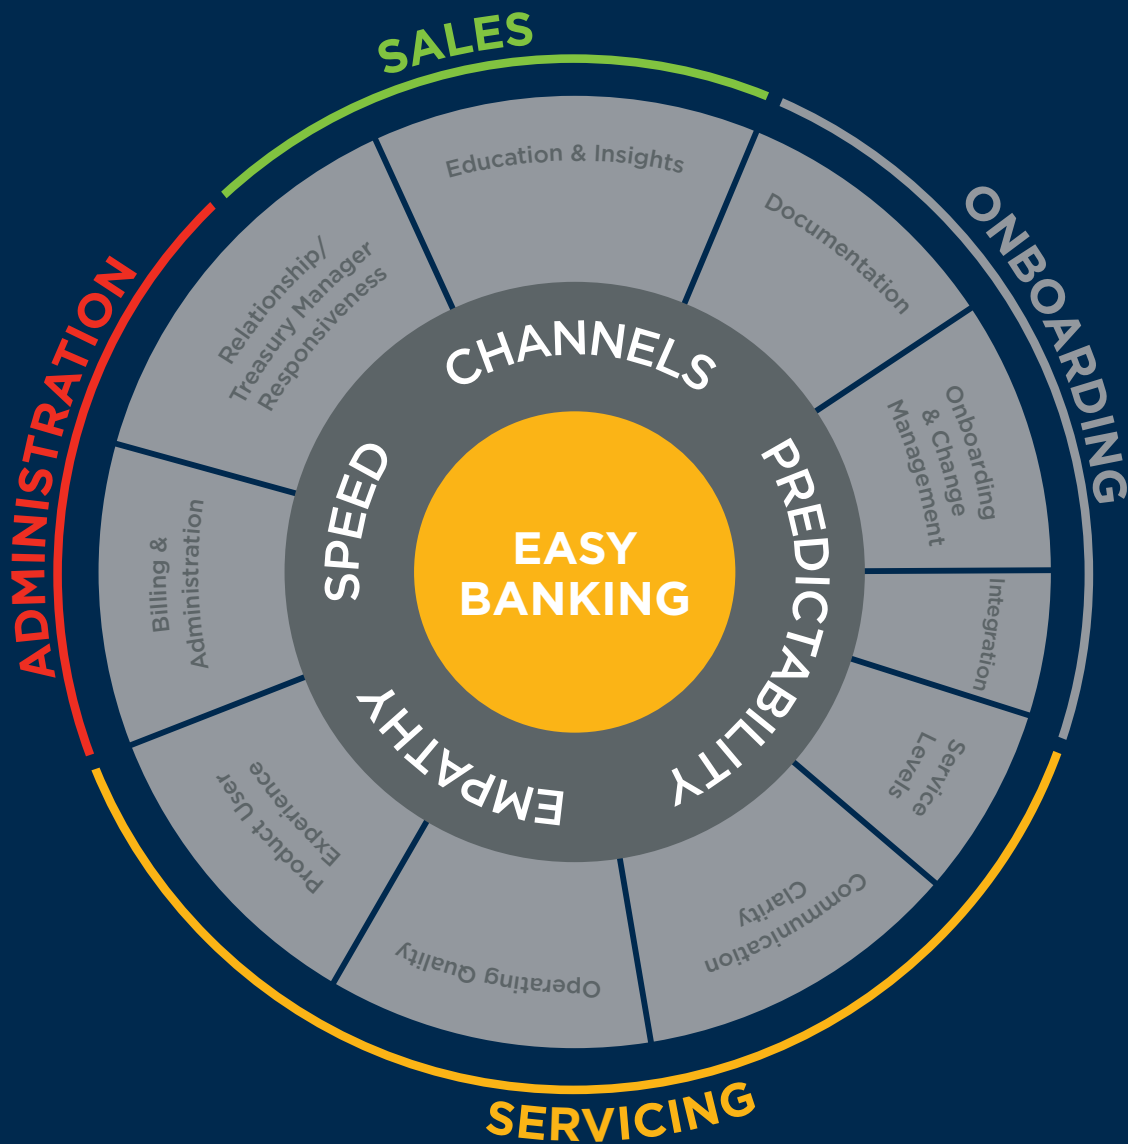 SALES
ONBOARDING
SERVICING
ADMINISTRATION
Education & Insights
Documentation
Onboarding
& Change
Management
Integration
Service
Levels
Communication
Clarity
Operating Quality
Product User
Experience
Billing &
Administration
Relationship/
Treasury Manager
Responsiveness
CHANNELS
PREDICTABILITY
EMPATHY
SPEED
EASY
BANKING